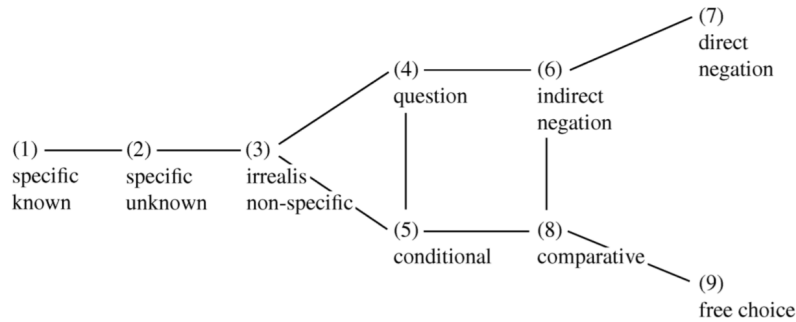 (7)
direct
negation
(4)
question
(6)
indirect
negation
(1)
specific
known
(2)
specific
unknown
(3)
irrealis
non-specific
(5)
conditional
(8)
comparative
(9)
free choice